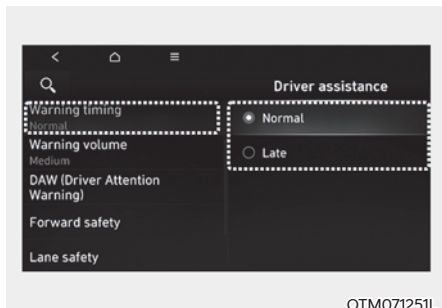 Driver assistance
Warning timing
Normal
Warning volume
Medium
DAW (Driver Attention
Warning)
Forward safety
Lane safety
Normal
Late
OTM071251L